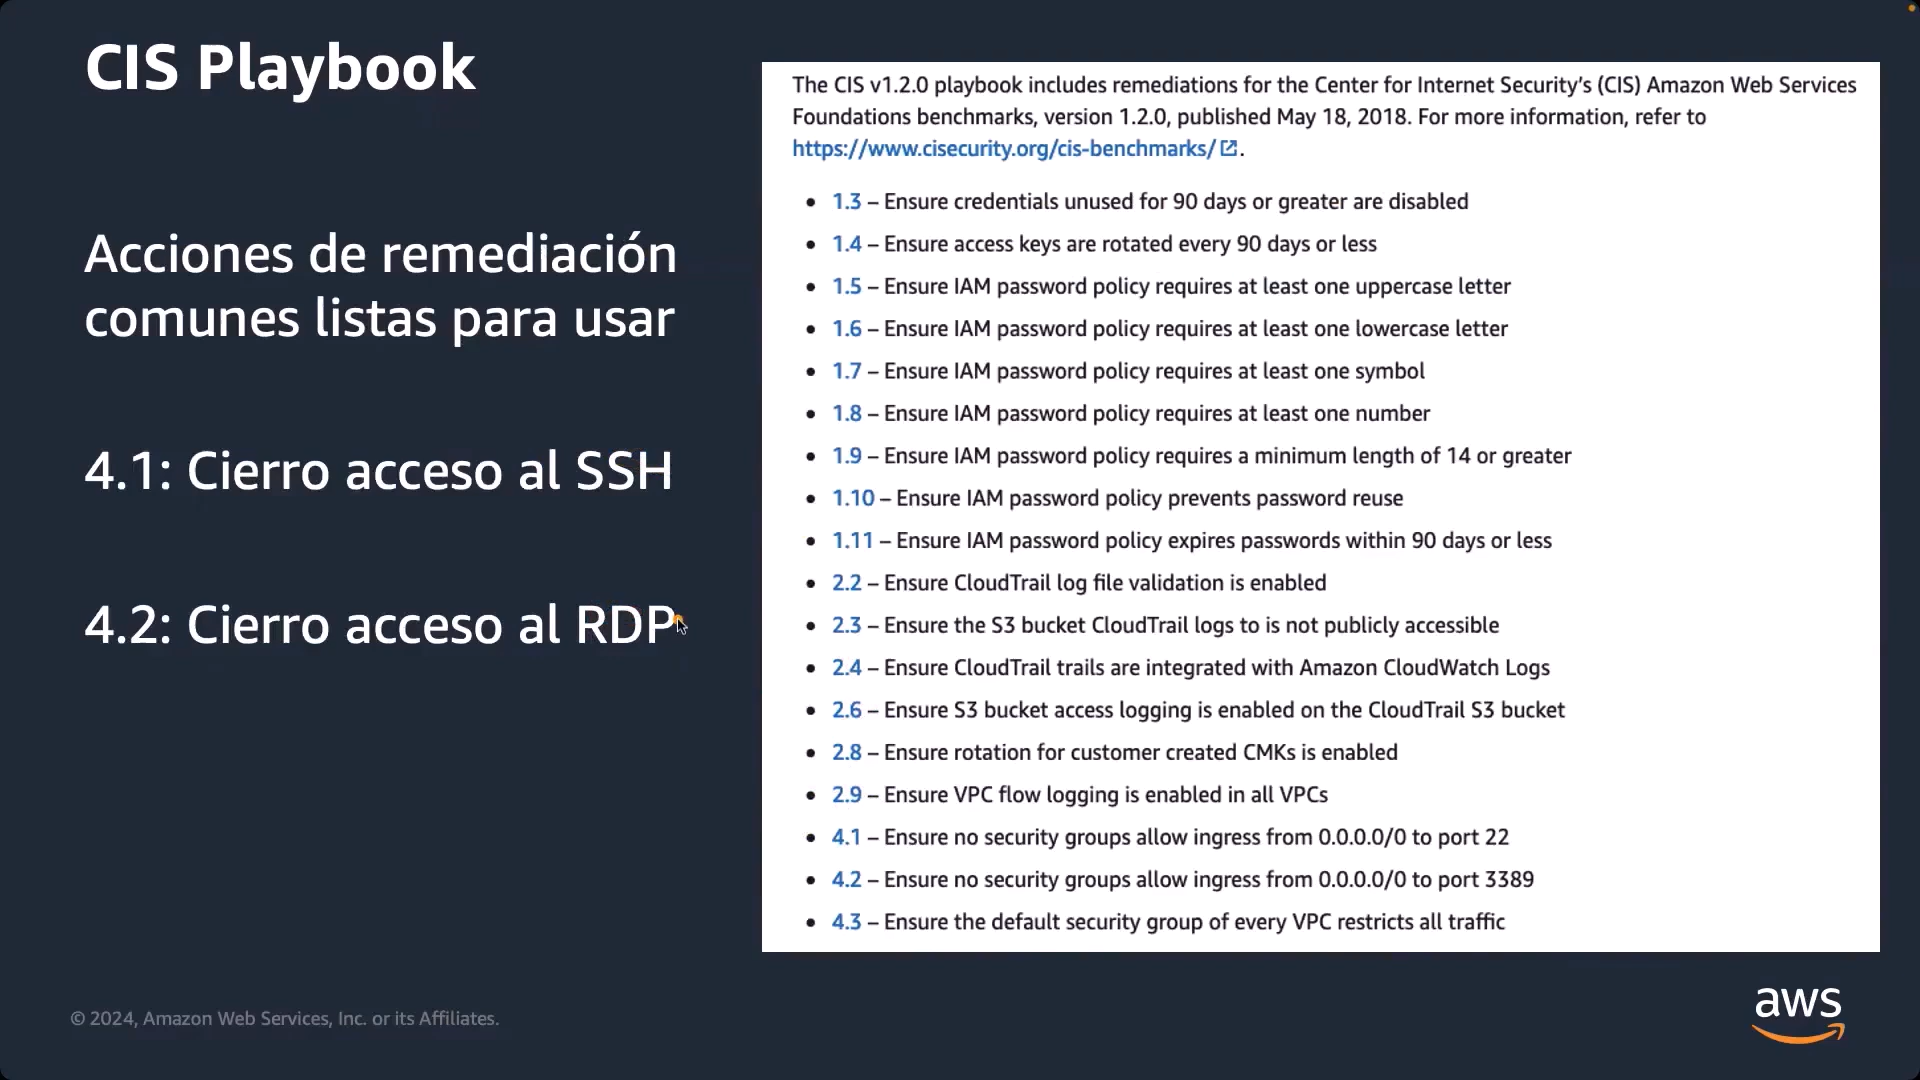 CIS Playbook
Acciones de remediación
comunes listas para usar
4.1: Cierro acceso al SSH
4.2: Cierro acceso al RDP
The CIS v1.2.0 playbook includes remediations for the Center for Internet Security's (CIS) Amazon Web Services
Foundations benchmarks, version 1.2.0, published May 18, 2018. For more information, refer to
https://www.cisecurity.org/cis-benchmarks/.
• 1.3 – Ensure credentials unused for 90 days or greater are disabled
• 1.4 – Ensure access keys are rotated every 90 days or less
• 1.5 – Ensure IAM password policy requires at least one uppercase letter
• 1.6 – Ensure IAM password policy requires at least one lowercase letter
• 1.7 – Ensure IAM password policy requires at least one symbol
• 1.8 – Ensure IAM password policy requires at least one number
• 1.9 – Ensure IAM password policy requires a minimum length of 14 or greater
• 1.10 – Ensure IAM password policy prevents password reuse
• 1.11 – Ensure IAM password policy expires passwords within 90 days or less
• 2.2 – Ensure CloudTrail log file validation is enabled
• 2.3 – Ensure the S3 bucket CloudTrail logs to is not publicly accessible
• 2.4 – Ensure CloudTrail trails are integrated with Amazon CloudWatch Logs
• 2.6 – Ensure S3 bucket access logging is enabled on the CloudTrail S3 bucket
• 2.8 – Ensure rotation for customer created CMKs is enabled
• 2.9 – Ensure VPC flow logging is enabled in all VPCs
• 4.1 – Ensure no security groups allow ingress from 0.0.0.0/0 to port 22
• 4.2 – Ensure no security groups allow ingress from 0.0.0.0/0 to port 3389
• 4.3 – Ensure the default security group of every VPC restricts all traffic
© 2024, Amazon Web Services, Inc. or its Affiliates.
aws